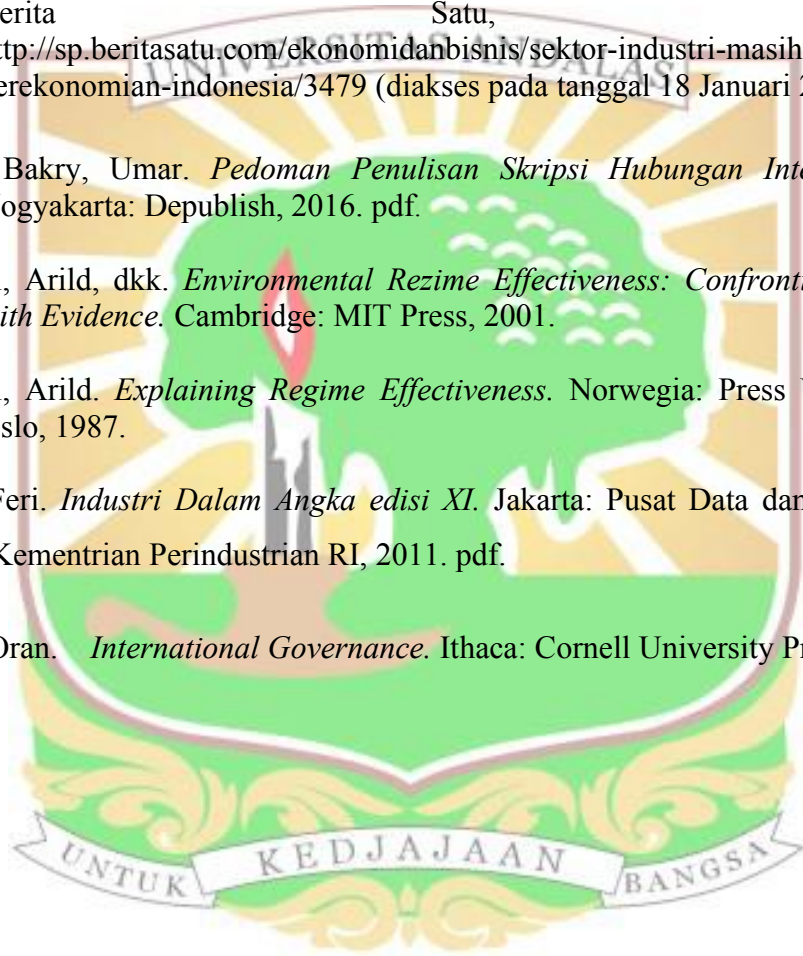 erita Satu,
ttp://sp.beritasatu.com/ekonomidanbisnis/sektor-industri-masih
UNIVERSITAS ANDALAS
erekonomian-indonesia/3479 (diakses pada tanggal 18 Januari 2
Bakry, Umar. Pedoman Penulisan Skripsi Hubungan Inte
ogyakarta: Depublish, 2016. pdf.
, Arild, dkk. Environmental Rezime Effectiveness: Confronti
ith Evidence. Cambridge: MIT Press, 2001.
, Arild. Explaining Regime Effectiveness. Norwegia: Press
slo, 1987.
Feri. Industri Dalam Angka edisi XI. Jakarta: Pusat Data dan
Kementrian Perindustrian RI, 2011. pdf.
Oran. International Governance. Ithaca: Cornell University Pr
UNTUK KEDJAJAAN BANGSA